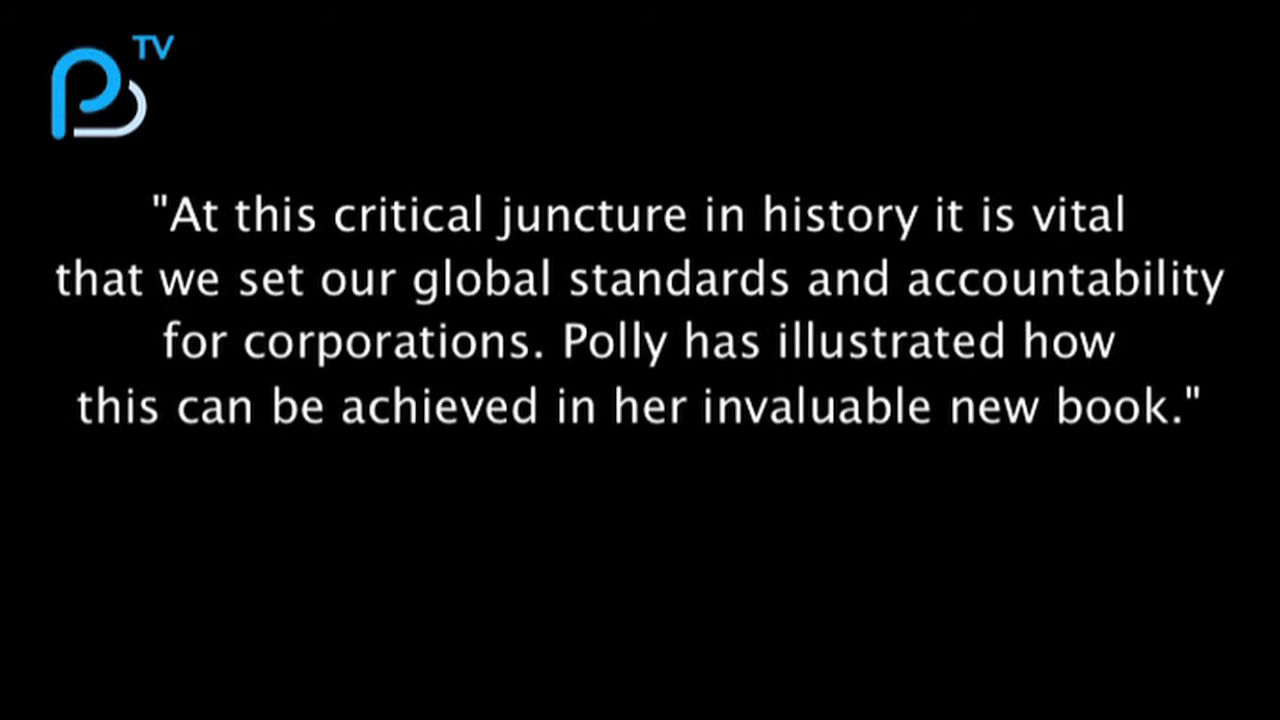 TV
"At this critical juncture in history it is vital
that we set our global standards and accountability
for corporations. Polly has illustrated how
this can be achieved in her invaluable new book."